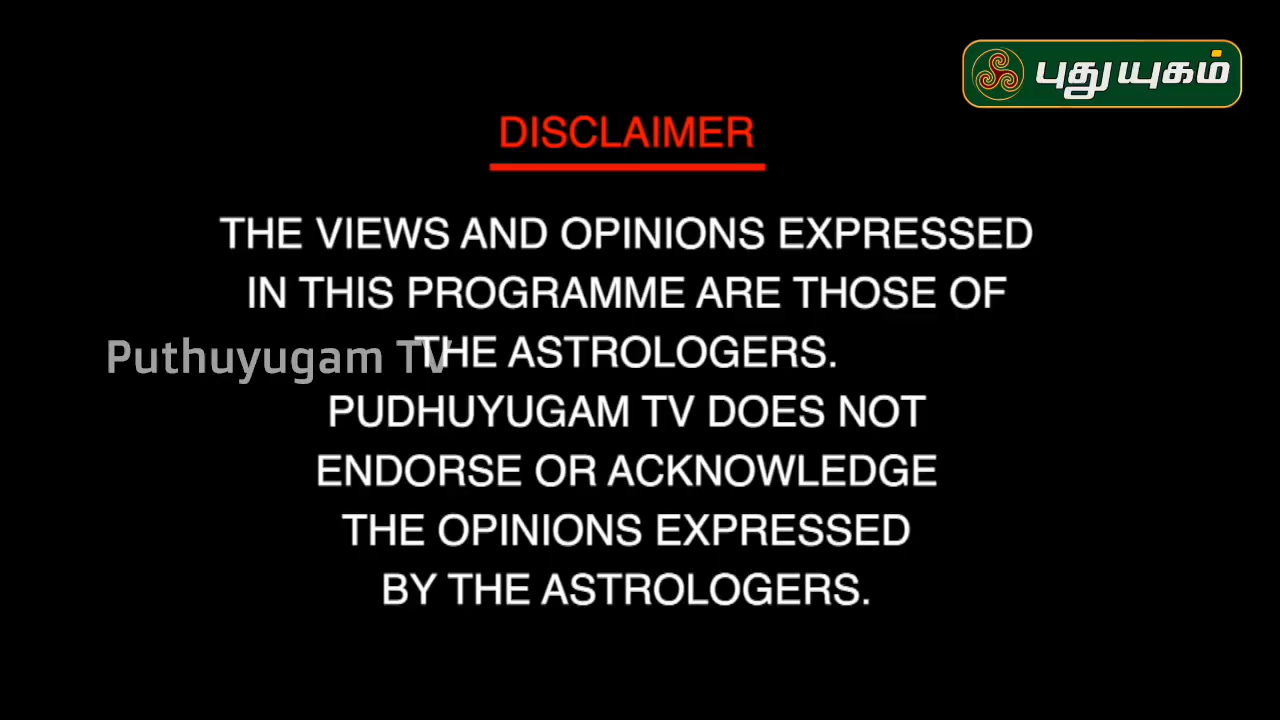 புதுயுகம்
DISCLAIMER
THE VIEWS AND OPINIONS EXPRESSED
IN THIS PROGRAMME ARE THOSE OF
THE ASTROLOGERS.
Puthuyugam TV
PUDHUYUGAM TV DOES NOT
ENDORSE OR ACKNOWLEDGE
THE OPINIONS EXPRESSED
BY THE ASTROLOGERS.